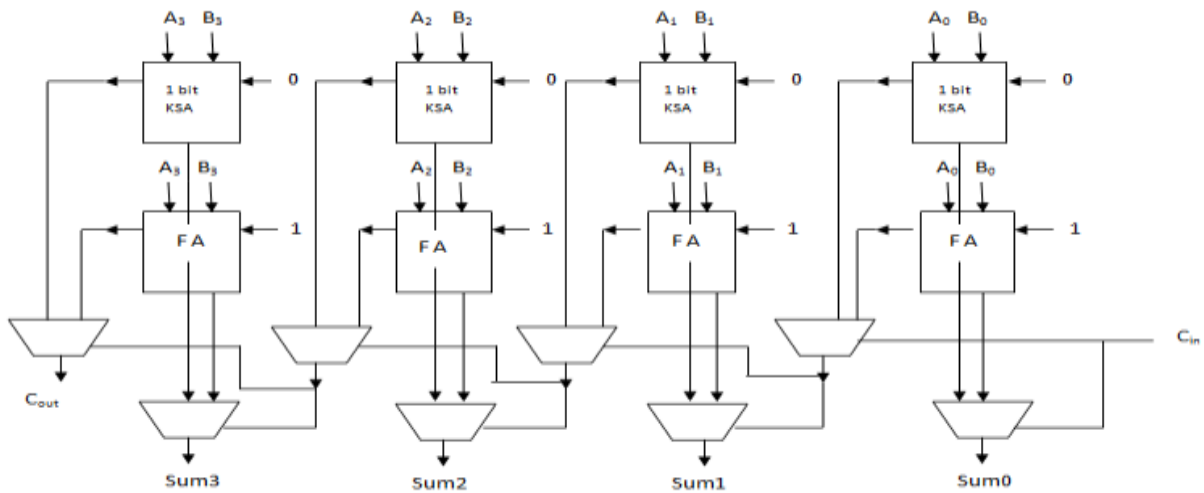 A₃ B₃ A₂ B₂ A₁ B₁ A₀ B₀
1 bit KSA 0 1 bit KSA 0 1 bit KSA 0 1 bit KSA 0
A₃ B₃ A₂ B₂ A₁ B₁ A₀ B₀
FA 1 FA 1 FA 1 FA 1
Cᵢₙ
Cₒᵤₜ
Sum3 Sum2 Sum1 Sum0